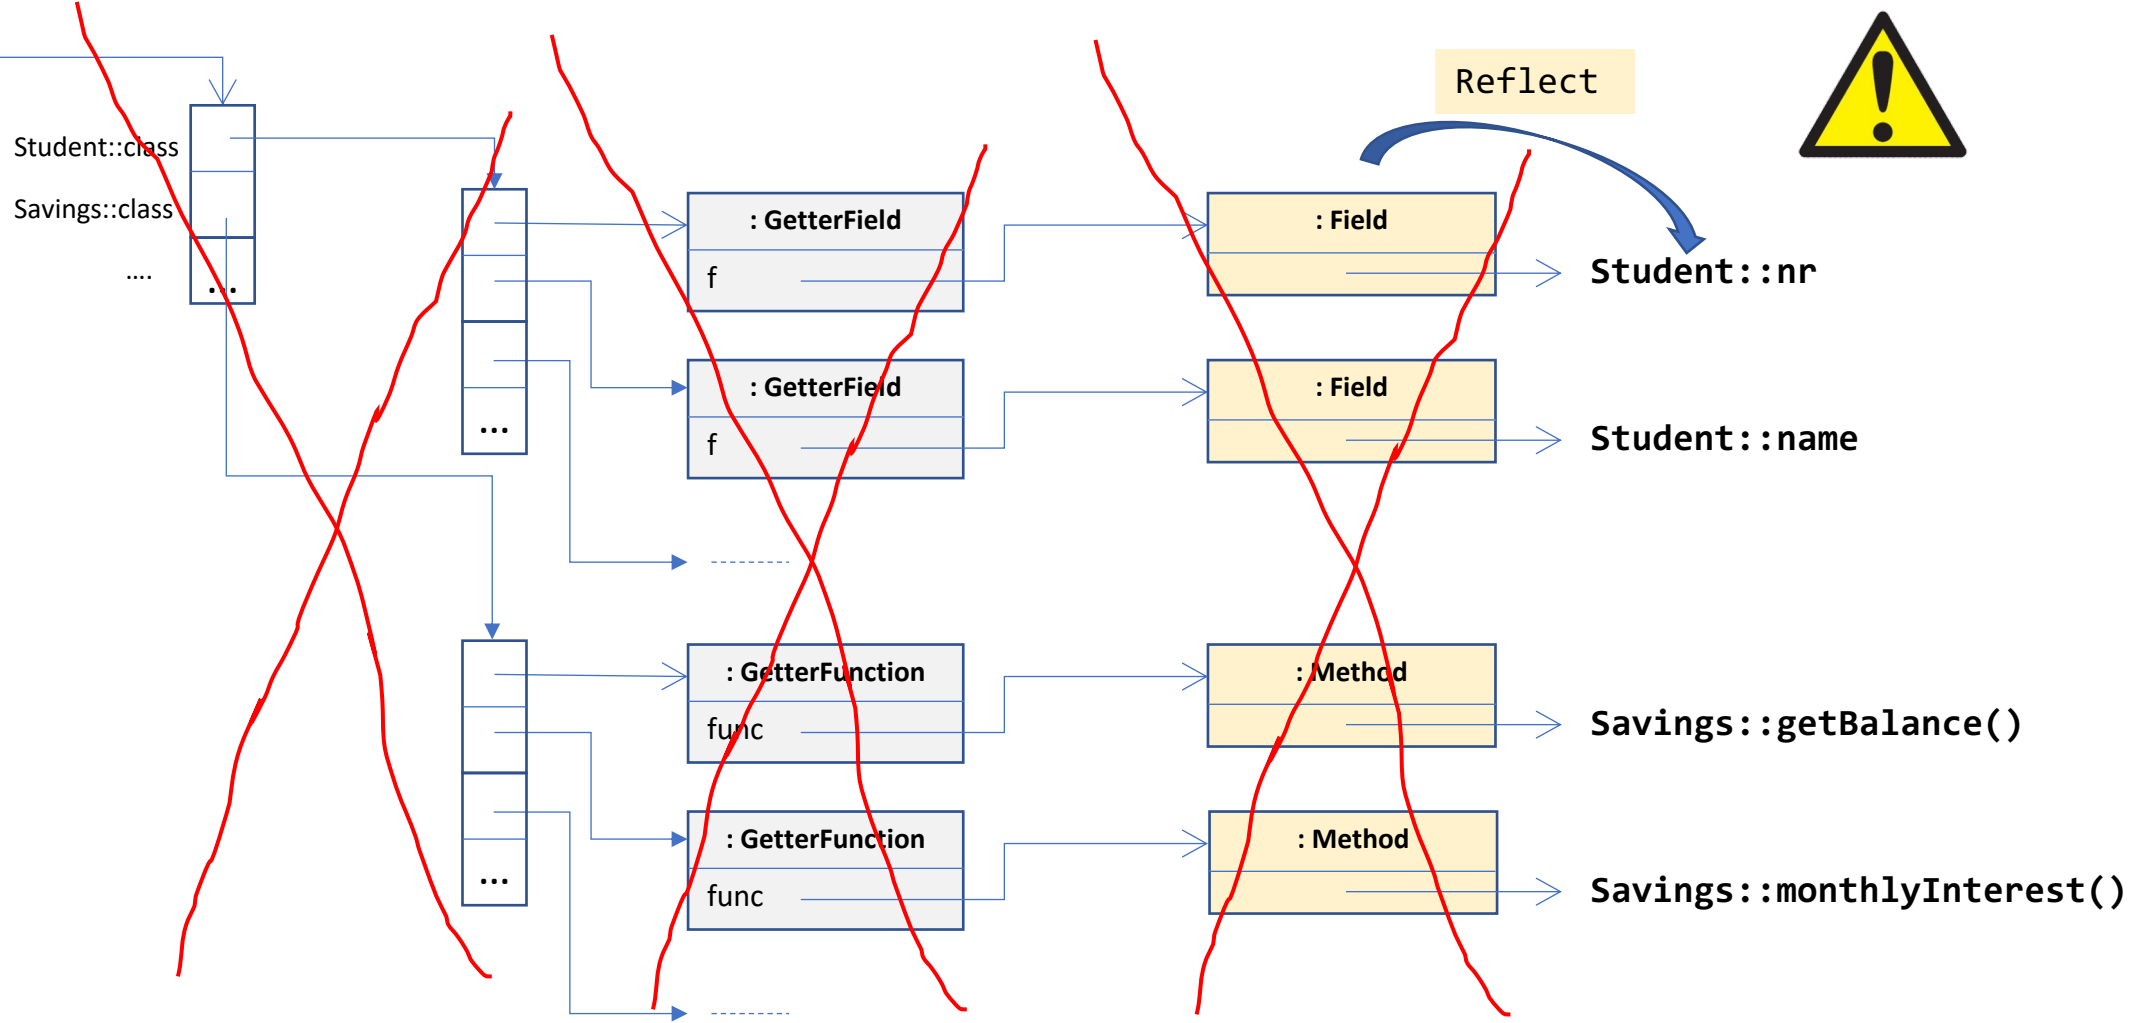 Reflect
Student::class
Savings::class
....
...
: GetterField
: Field
f
Student::nr
: GetterField
: Field
...
f
Student::name
: GetterFunction
: Method
func
Savings::getBalance()
: GetterFunction
: Method
...
func
Savings::monthlyInterest()